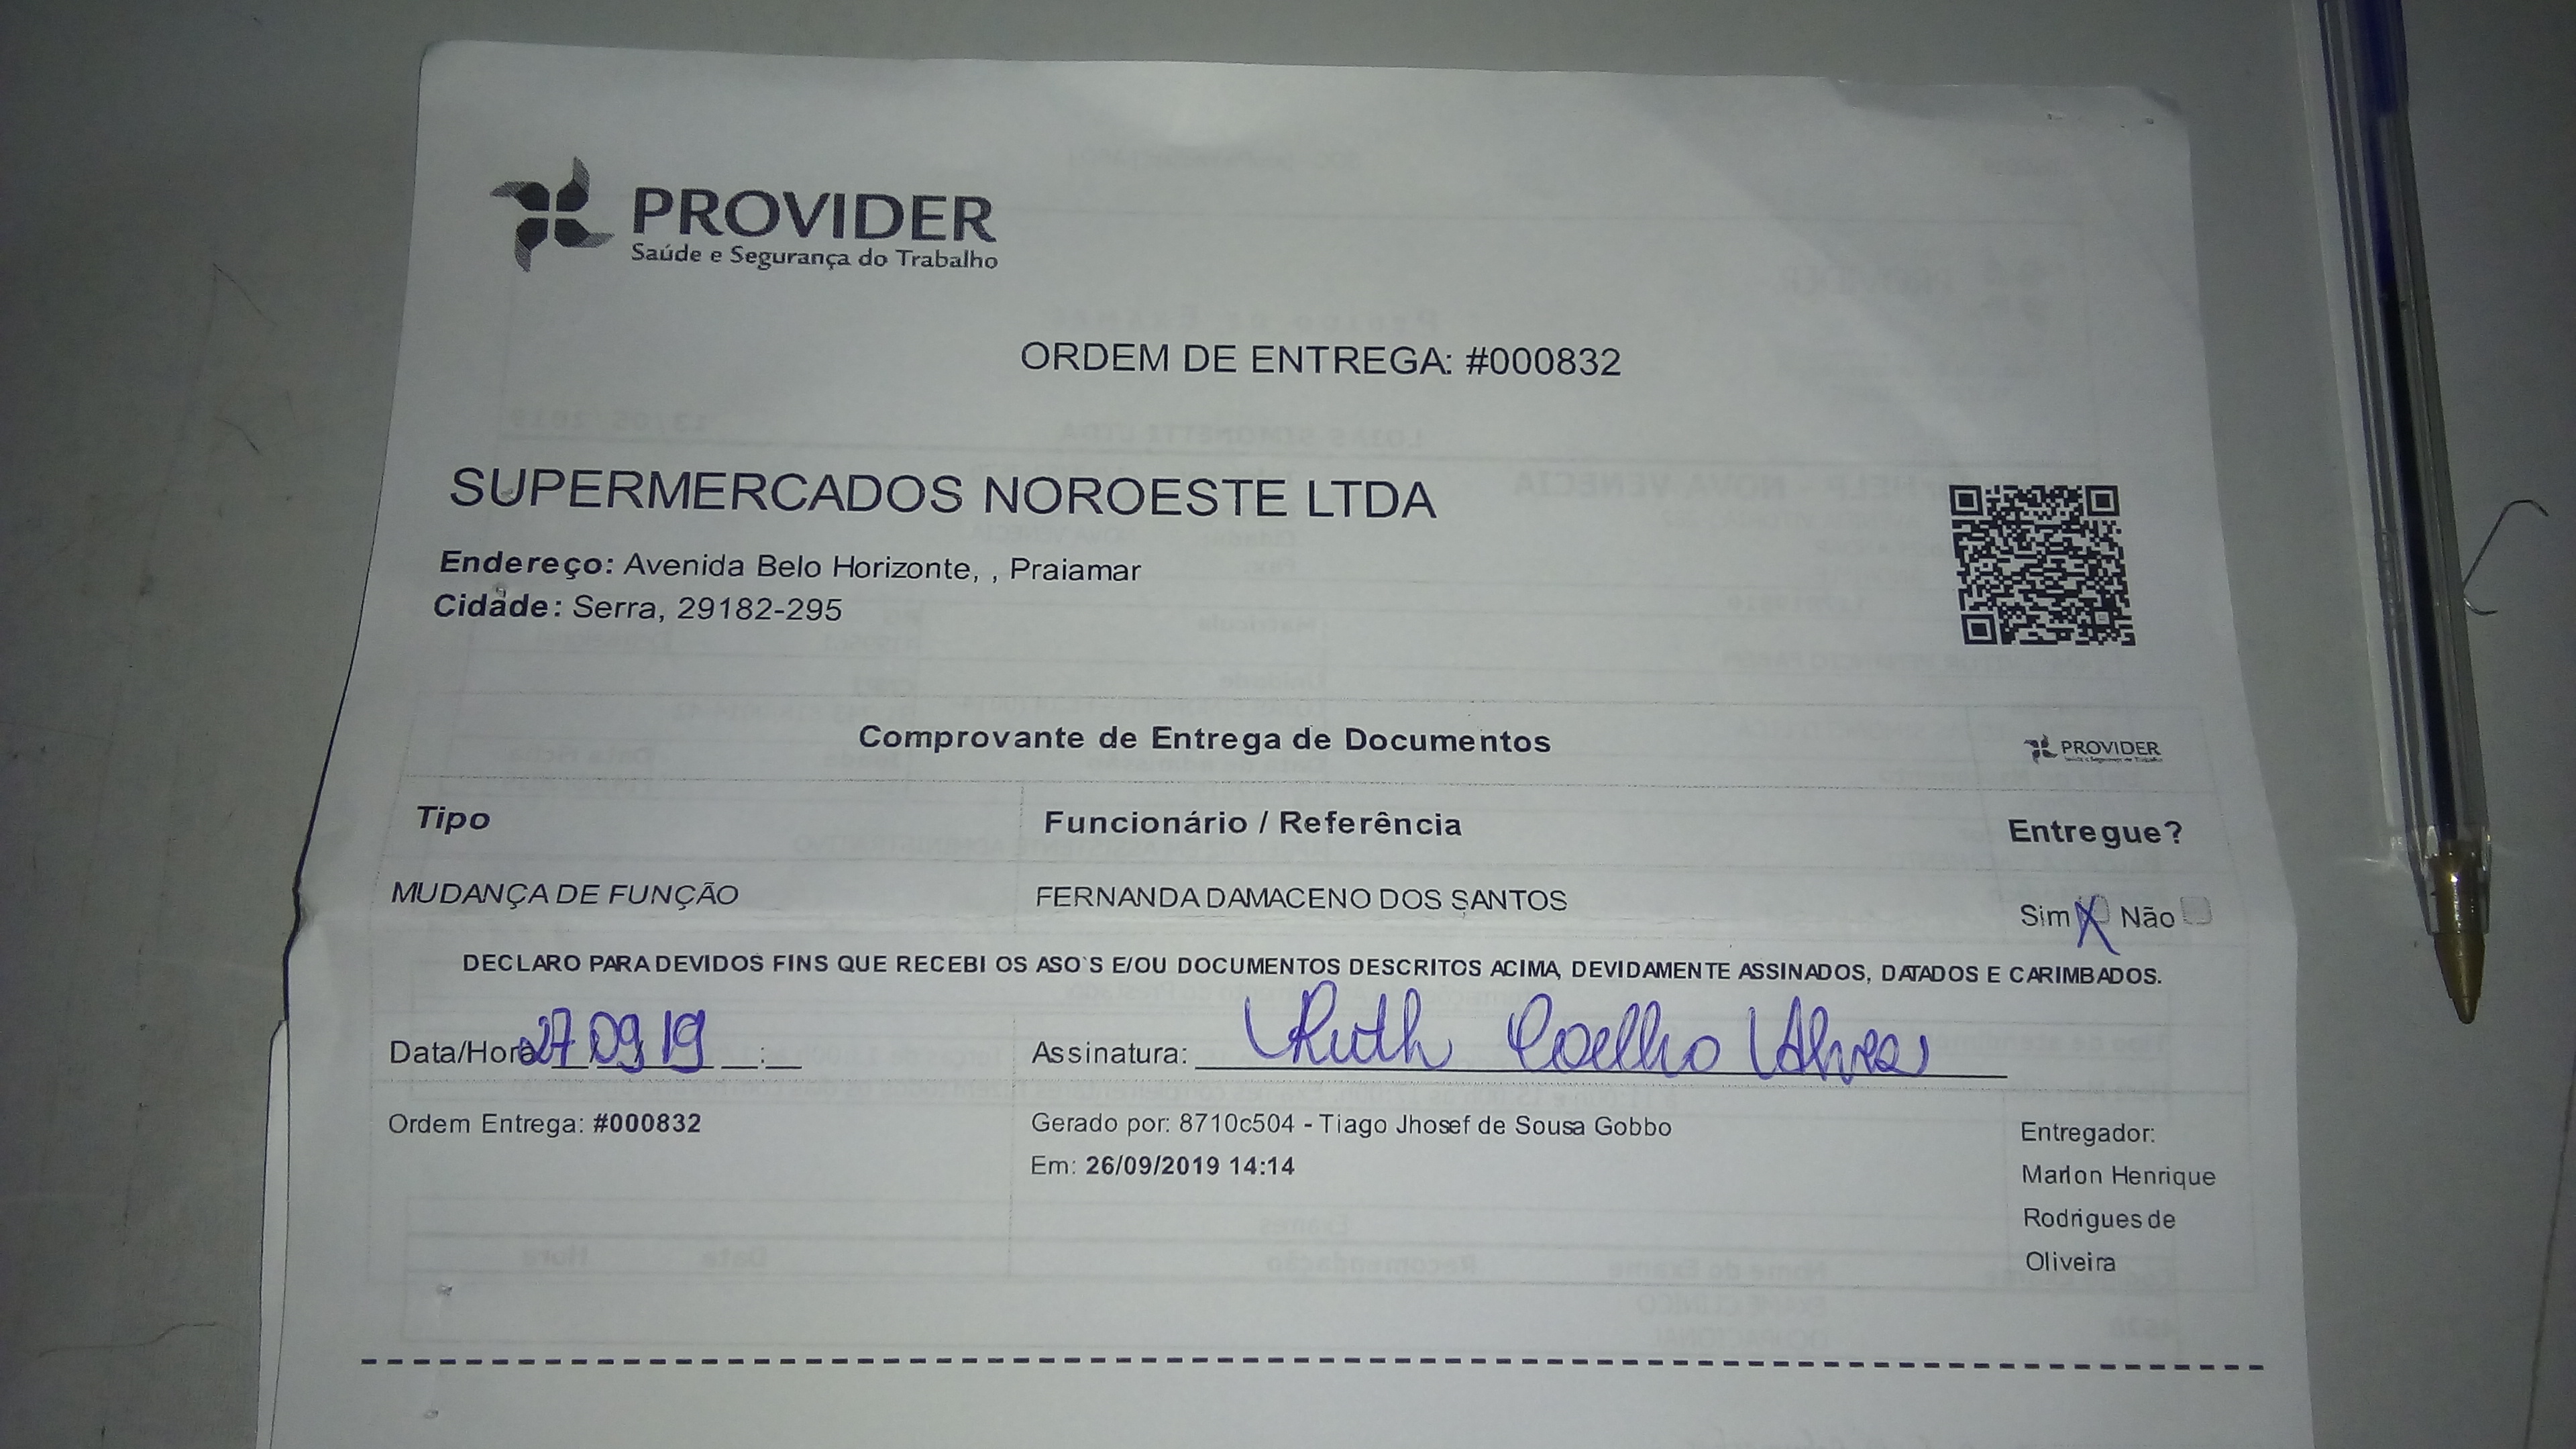 PROVIDER
Saúde e Segurança do Trabalho
ORDEM DE ENTREGA: #000832
SUPERMERCADOS NOROESTE LTDA
Endereço: Avenida Belo Horizonte, , Praiamar
Cidade: Serra, 29182-295
Comprovante de Entrega de Documentos
PROVIDER
Saúde e Segurança do Trabalho
Tipo Funcionário / Referência Entregue?
MUDANÇA DE FUNÇÃO FERNANDA DAMACENO DOS SANTOS Sim X Não
DECLARO PARA DEVIDOS FINS QUE RECEBI OS ASO`S E/OU DOCUMENTOS DESCRITOS ACIMA, DEVIDAMENTE ASSINADOS, DATADOS E CARIMBADOS.
Data/Hora 27/09/19 __:__ Assinatura: Ruth Coelho Alves
Ordem Entrega: #000832 Gerado por: 8710c504 - Tiago Jhosef de Sousa Gobbo Entregador:
Em: 26/09/2019 14:14 Marlon Henrique
Rodrigues de
Oliveira